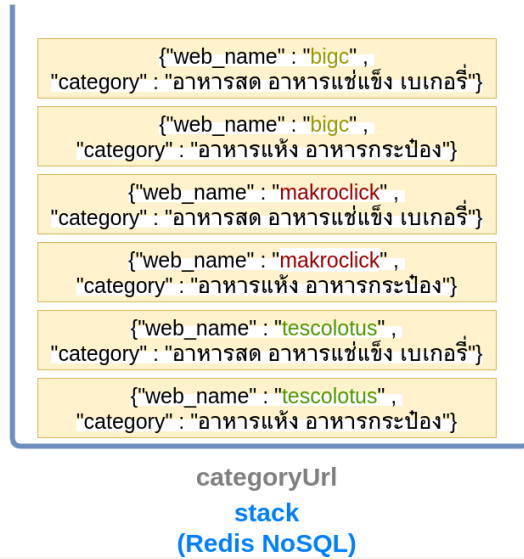 {"web_name" : "bigc" ,
"category" : "อาหารสด อาหารแช่แข็ง เบเกอรี่"}
{"web_name" : "bigc" ,
"category" : "อาหารแห้ง อาหารกระป๋อง"}
{"web_name" : "makroclick" ,
"category" : "อาหารสด อาหารแช่แข็ง เบเกอรี่"}
{"web_name" : "makroclick" ,
"category" : "อาหารแห้ง อาหารกระป๋อง"}
{"web_name" : "tescolotus" ,
"category" : "อาหารสด อาหารแช่แข็ง เบเกอรี่"}
{"web_name" : "tescolotus" ,
"category" : "อาหารแห้ง อาหารกระป๋อง"}
categoryUrl
stack
(Redis NoSQL)